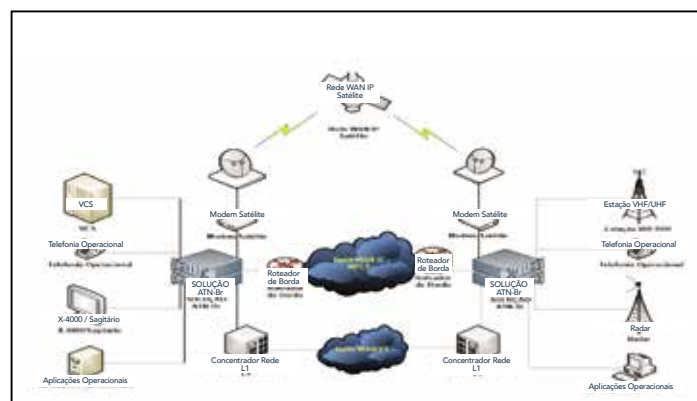 Rede WAN IP
Satélite
VCS
Modem Satélite
Modem Satélite
Estação VHF/UHF
Telefonia Operacional
Telefonia Operacional
Roteador
de Borda
Roteador
de Borda
SOLUÇÃO
ATN-Br
SOLUÇÃO
ATN-Br
X-4000 / Sagitário
Radar
Concentrador Rede
L1
Concentrador Rede
L1
Aplicações Operacionais
Aplicações Operacionais